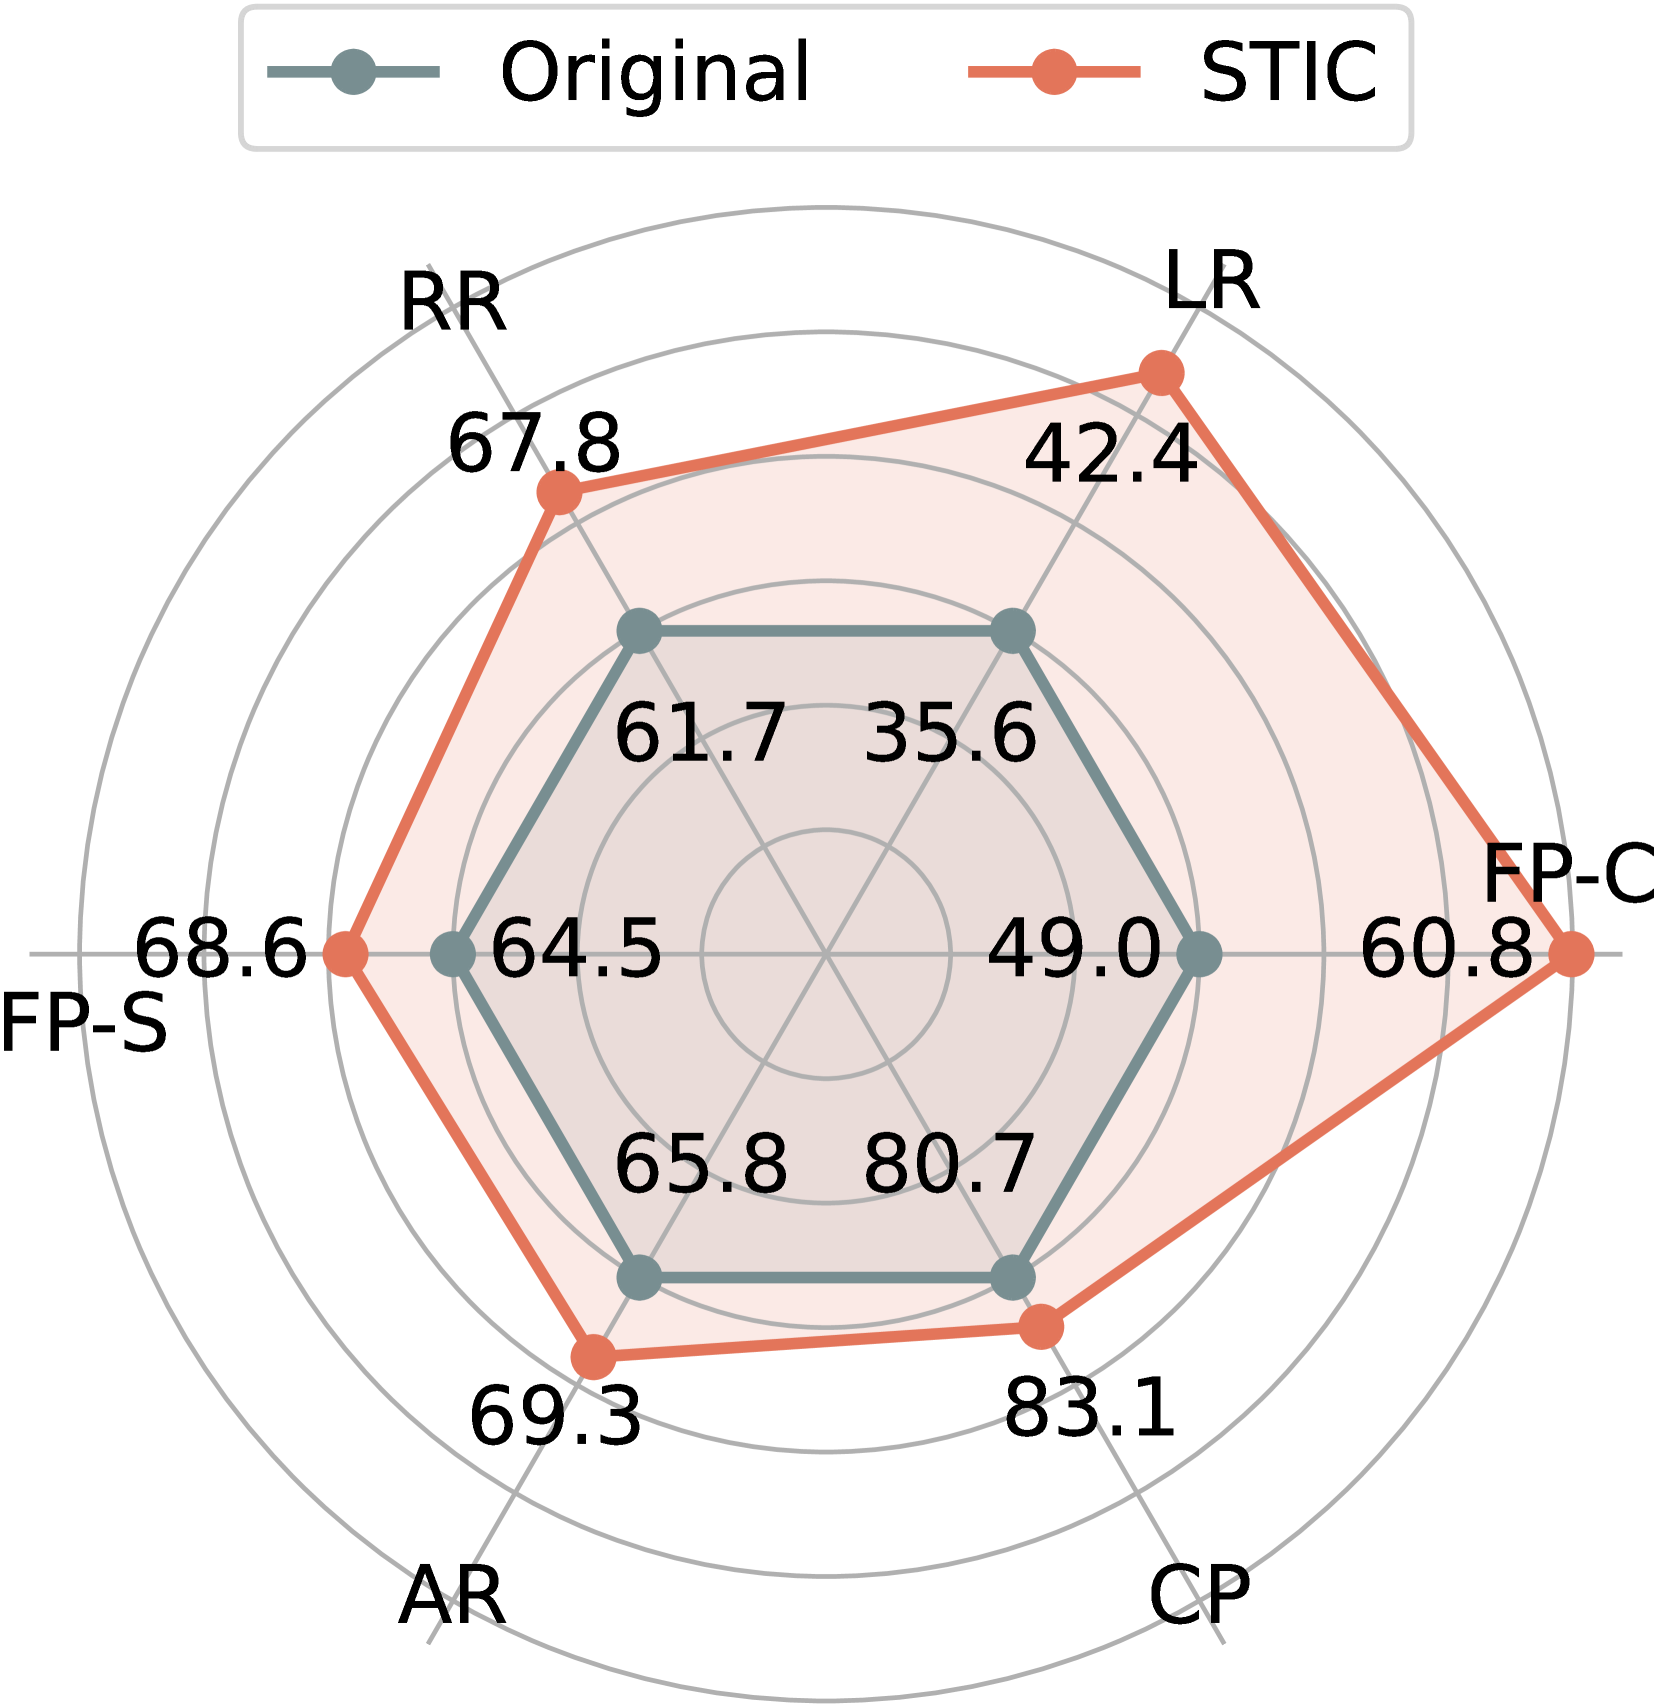 Original STIC
LR
RR
67.8
42.4
61.7 35.6
FP-C
68.6 64.5 49.0 60.8
FP-S
65.8 80.7
83.1
69.3
AR CP